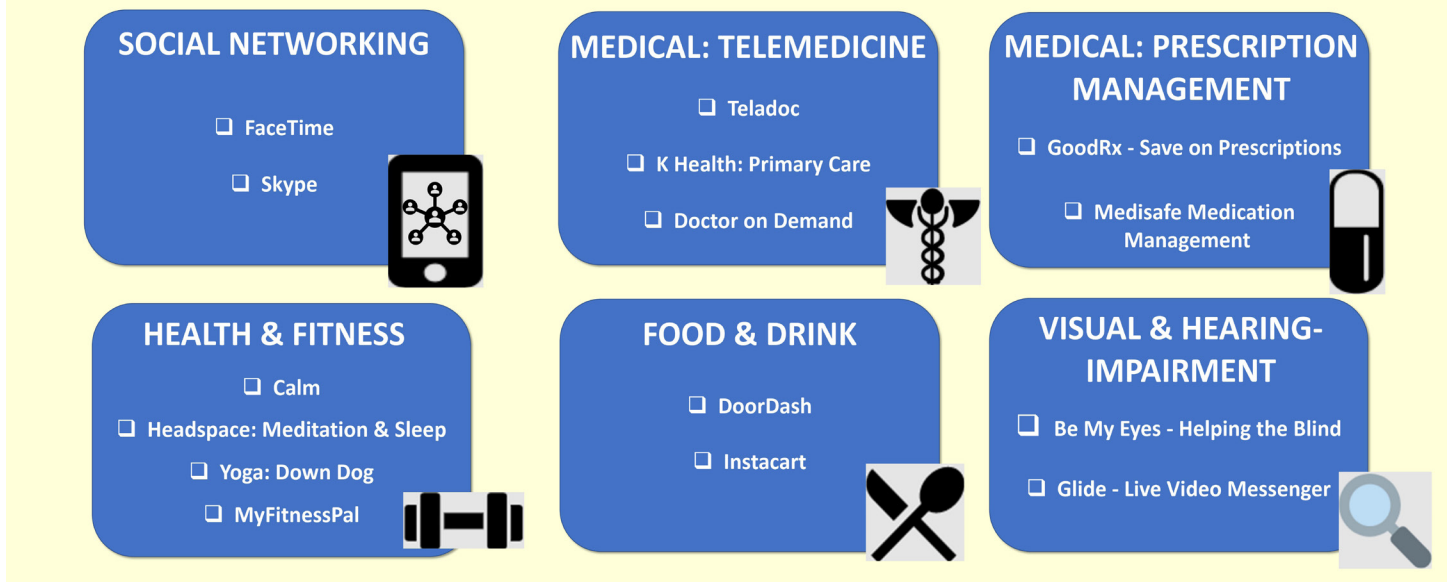 SOCIAL NETWORKING
❑ FaceTime
❑ Skype
MEDICAL: TELEMEDICINE
❑ Teladoc
❑ K Health: Primary Care
❑ Doctor on Demand
MEDICAL: PRESCRIPTION
MANAGEMENT
❑ GoodRx - Save on Prescriptions
❑ Medisafe Medication
Management
HEALTH & FITNESS
❑ Calm
❑ Headspace: Meditation & Sleep
❑ Yoga: Down Dog
❑ MyFitnessPal
FOOD & DRINK
❑ DoorDash
❑ Instacart
VISUAL & HEARING-
IMPAIRMENT
❑ Be My Eyes - Helping the Blind
❑ Glide - Live Video Messenger